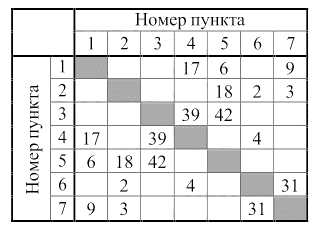 Номер пункта
1 2 3 4 5 6 7
Номер пункта
1 17 6 9
2 18 2 3
3 39 42
4 17 39 4
5 6 18 42
6 2 4 31
7 9 3 31